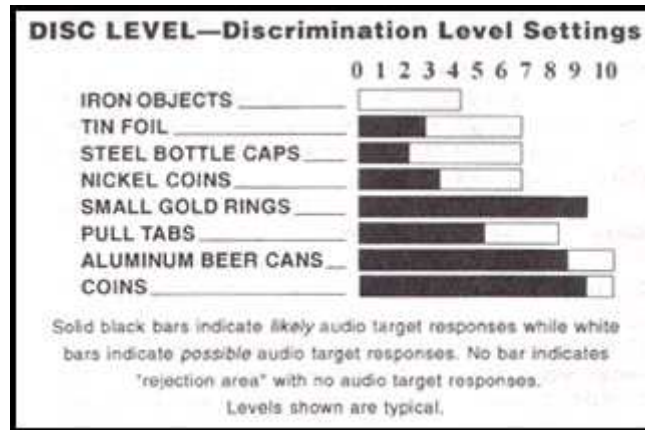 DISC LEVEL—Discrimination Level Settings
0 1 2 3 4 5 6 7 8 9 10
IRON OBJECTS
TIN FOIL
STEEL BOTTLE CAPS
NICKEL COINS
SMALL GOLD RINGS
PULL TABS
ALUMINUM BEER CANS
COINS
Solid black bars indicate likely audio target responses while white
bars indicate possible audio target responses. No bar indicates
"rejection area" with no audio target responses.
Levels shown are typical.